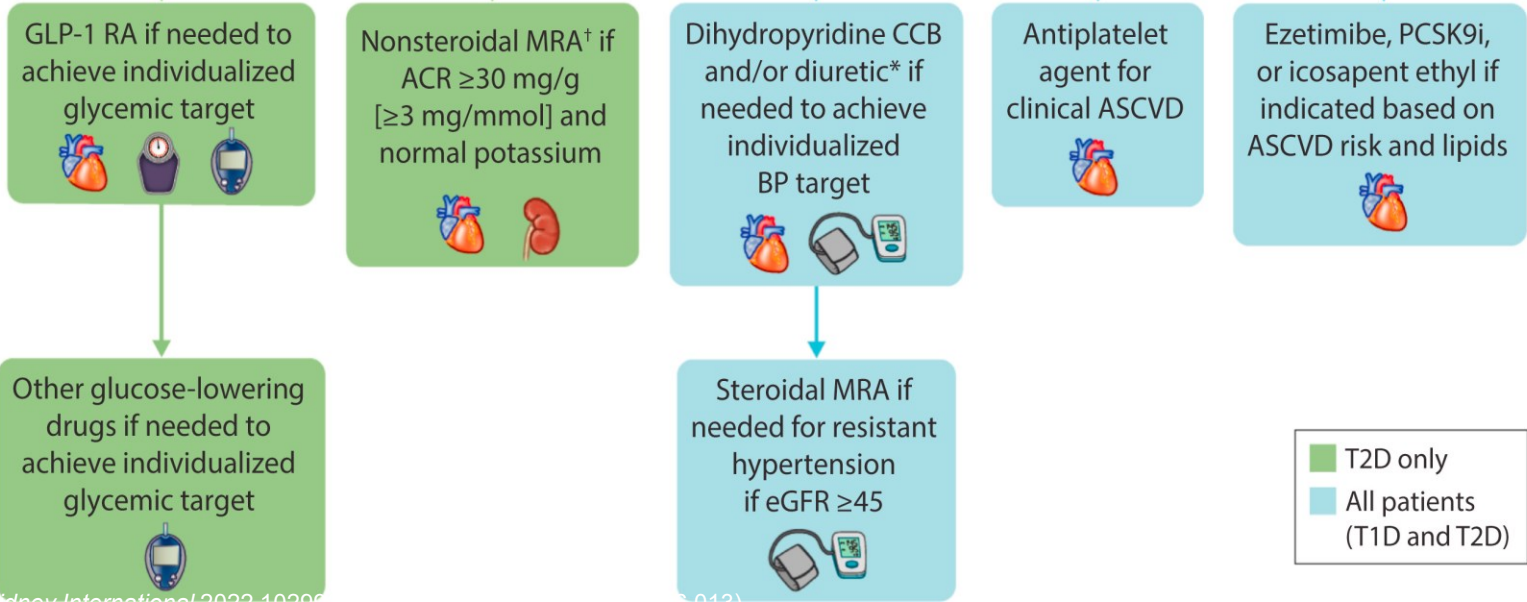 GLP-1 RA if needed to
achieve individualized
glycemic target
Nonsteroidal MRA† if
ACR ≥30 mg/g
[≥3 mg/mmol] and
normal potassium
Dihydropyridine CCB
and/or diuretic* if
needed to achieve
individualized
BP target
Antiplatelet
agent for
clinical ASCVD
Ezetimibe, PCSK9i,
or icosapent ethyl if
indicated based on
ASCVD risk and lipids
Other glucose-lowering
drugs if needed to
achieve individualized
glycemic target
Steroidal MRA if
needed for resistant
hypertension
if eGFR ≥45
T2D only
All patients
(T1D and T2D)
International 2022